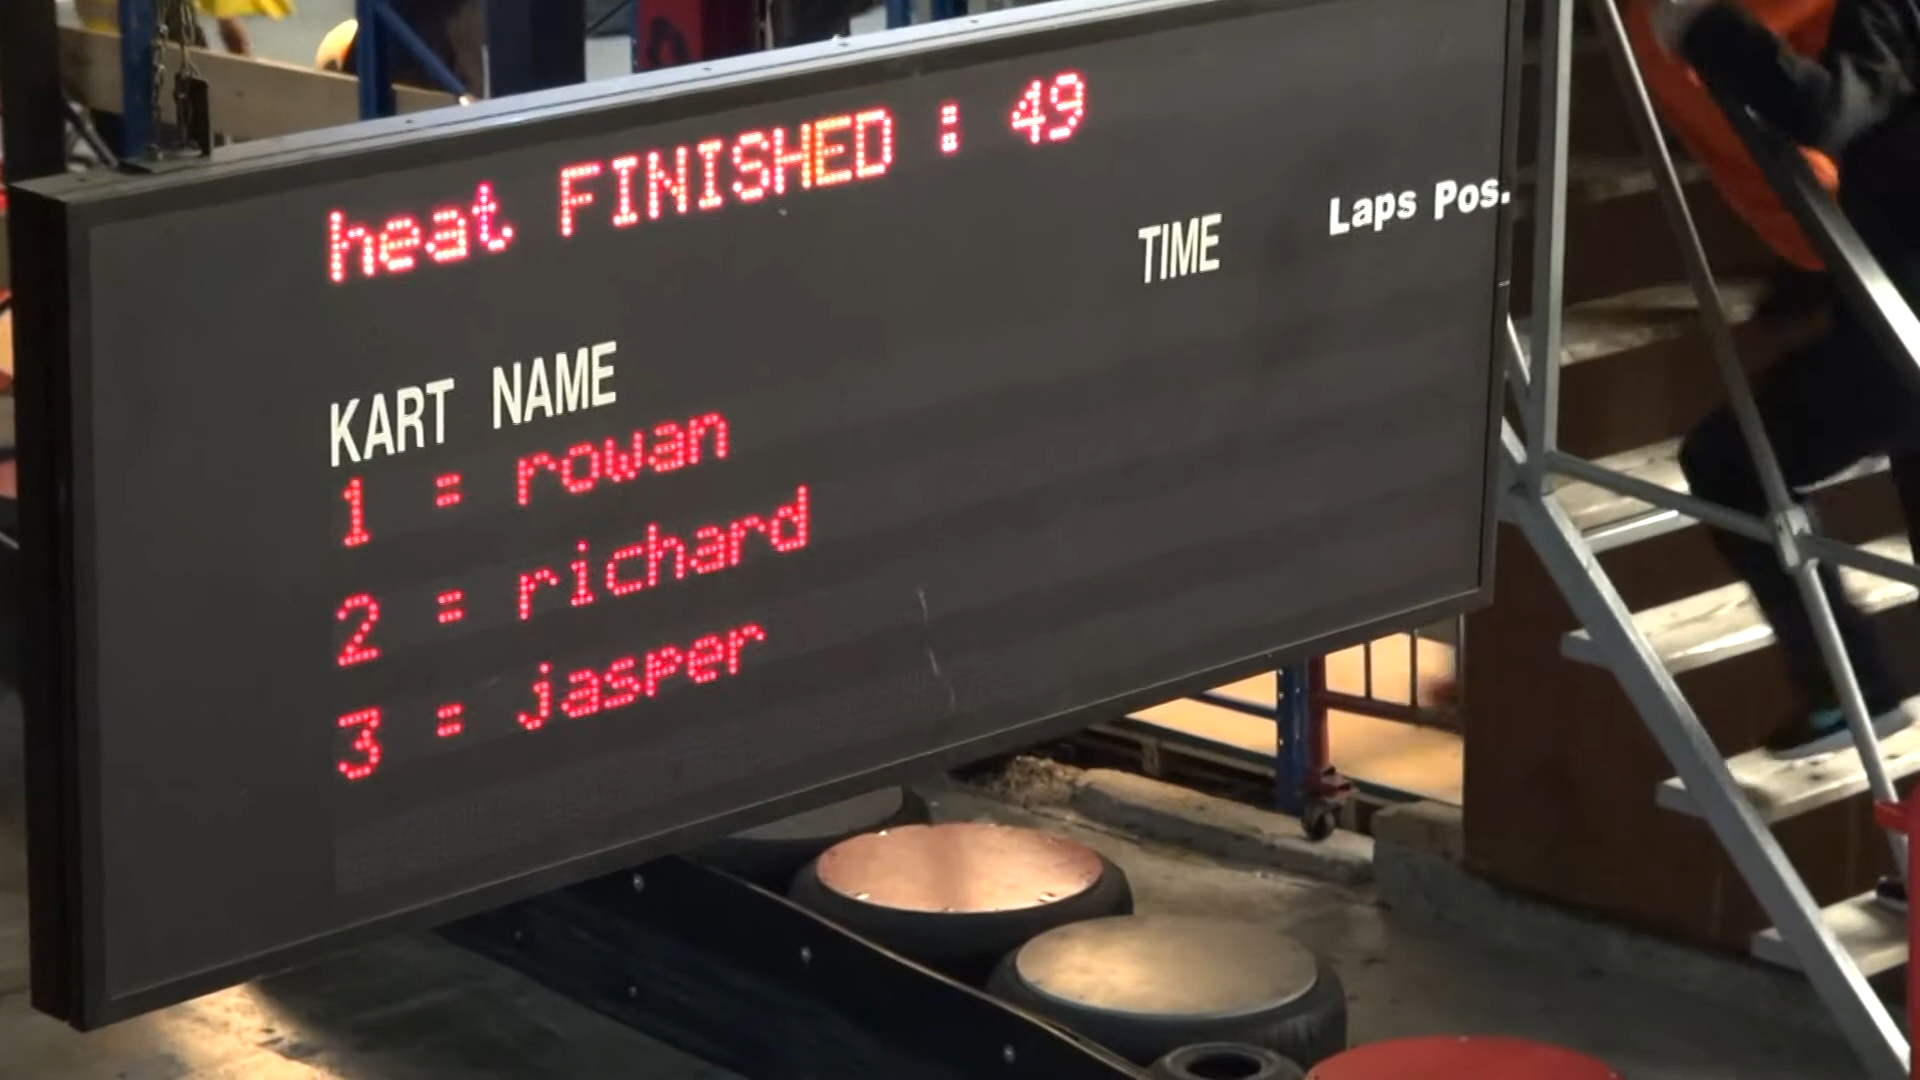 heat FINISHED : 49
KART NAME TIME Laps Pos.
1 = rowan
2 = richard
3 = jasper